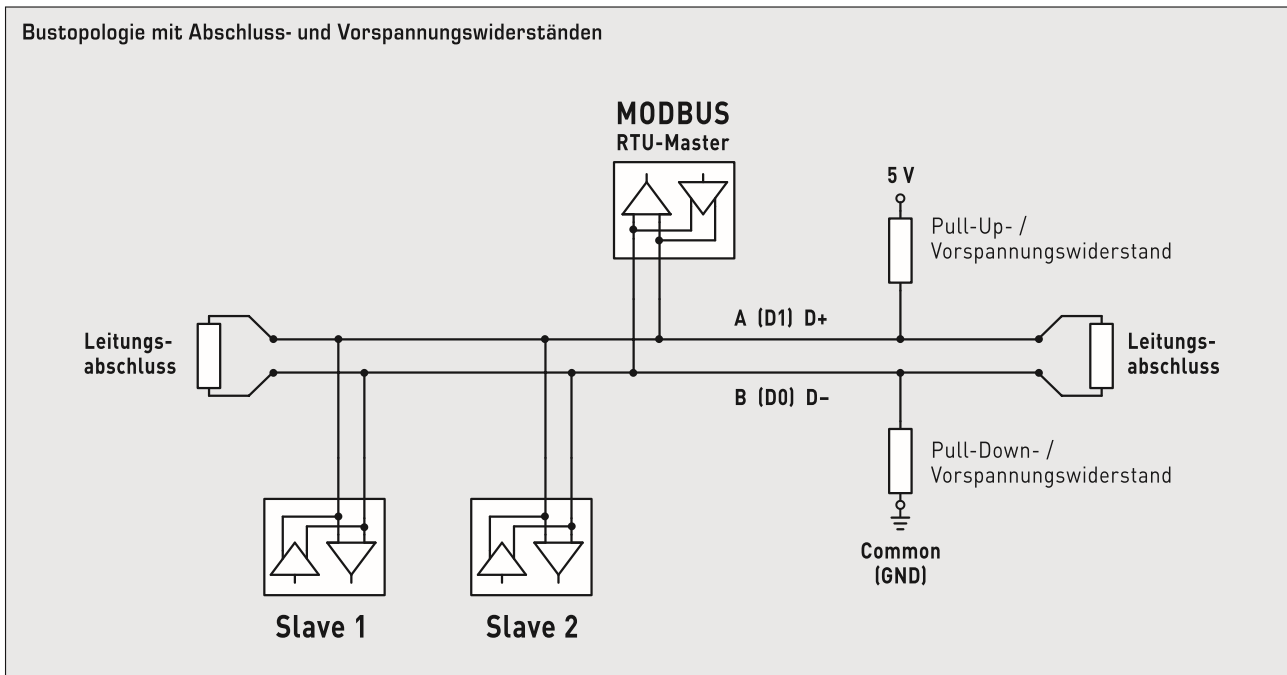 Bustopologie mit Abschluss- und Vorspannungswiderständen
MODBUS
RTU-Master
5 V
Pull-Up- /
Vorspannungswiderstand
A (D1) D+
Leitungs-
abschluss
Leitungs-
abschluss
B (D0) D–
Pull-Down- /
Vorspannungswiderstand
Common
(GND)
Slave 1
Slave 2